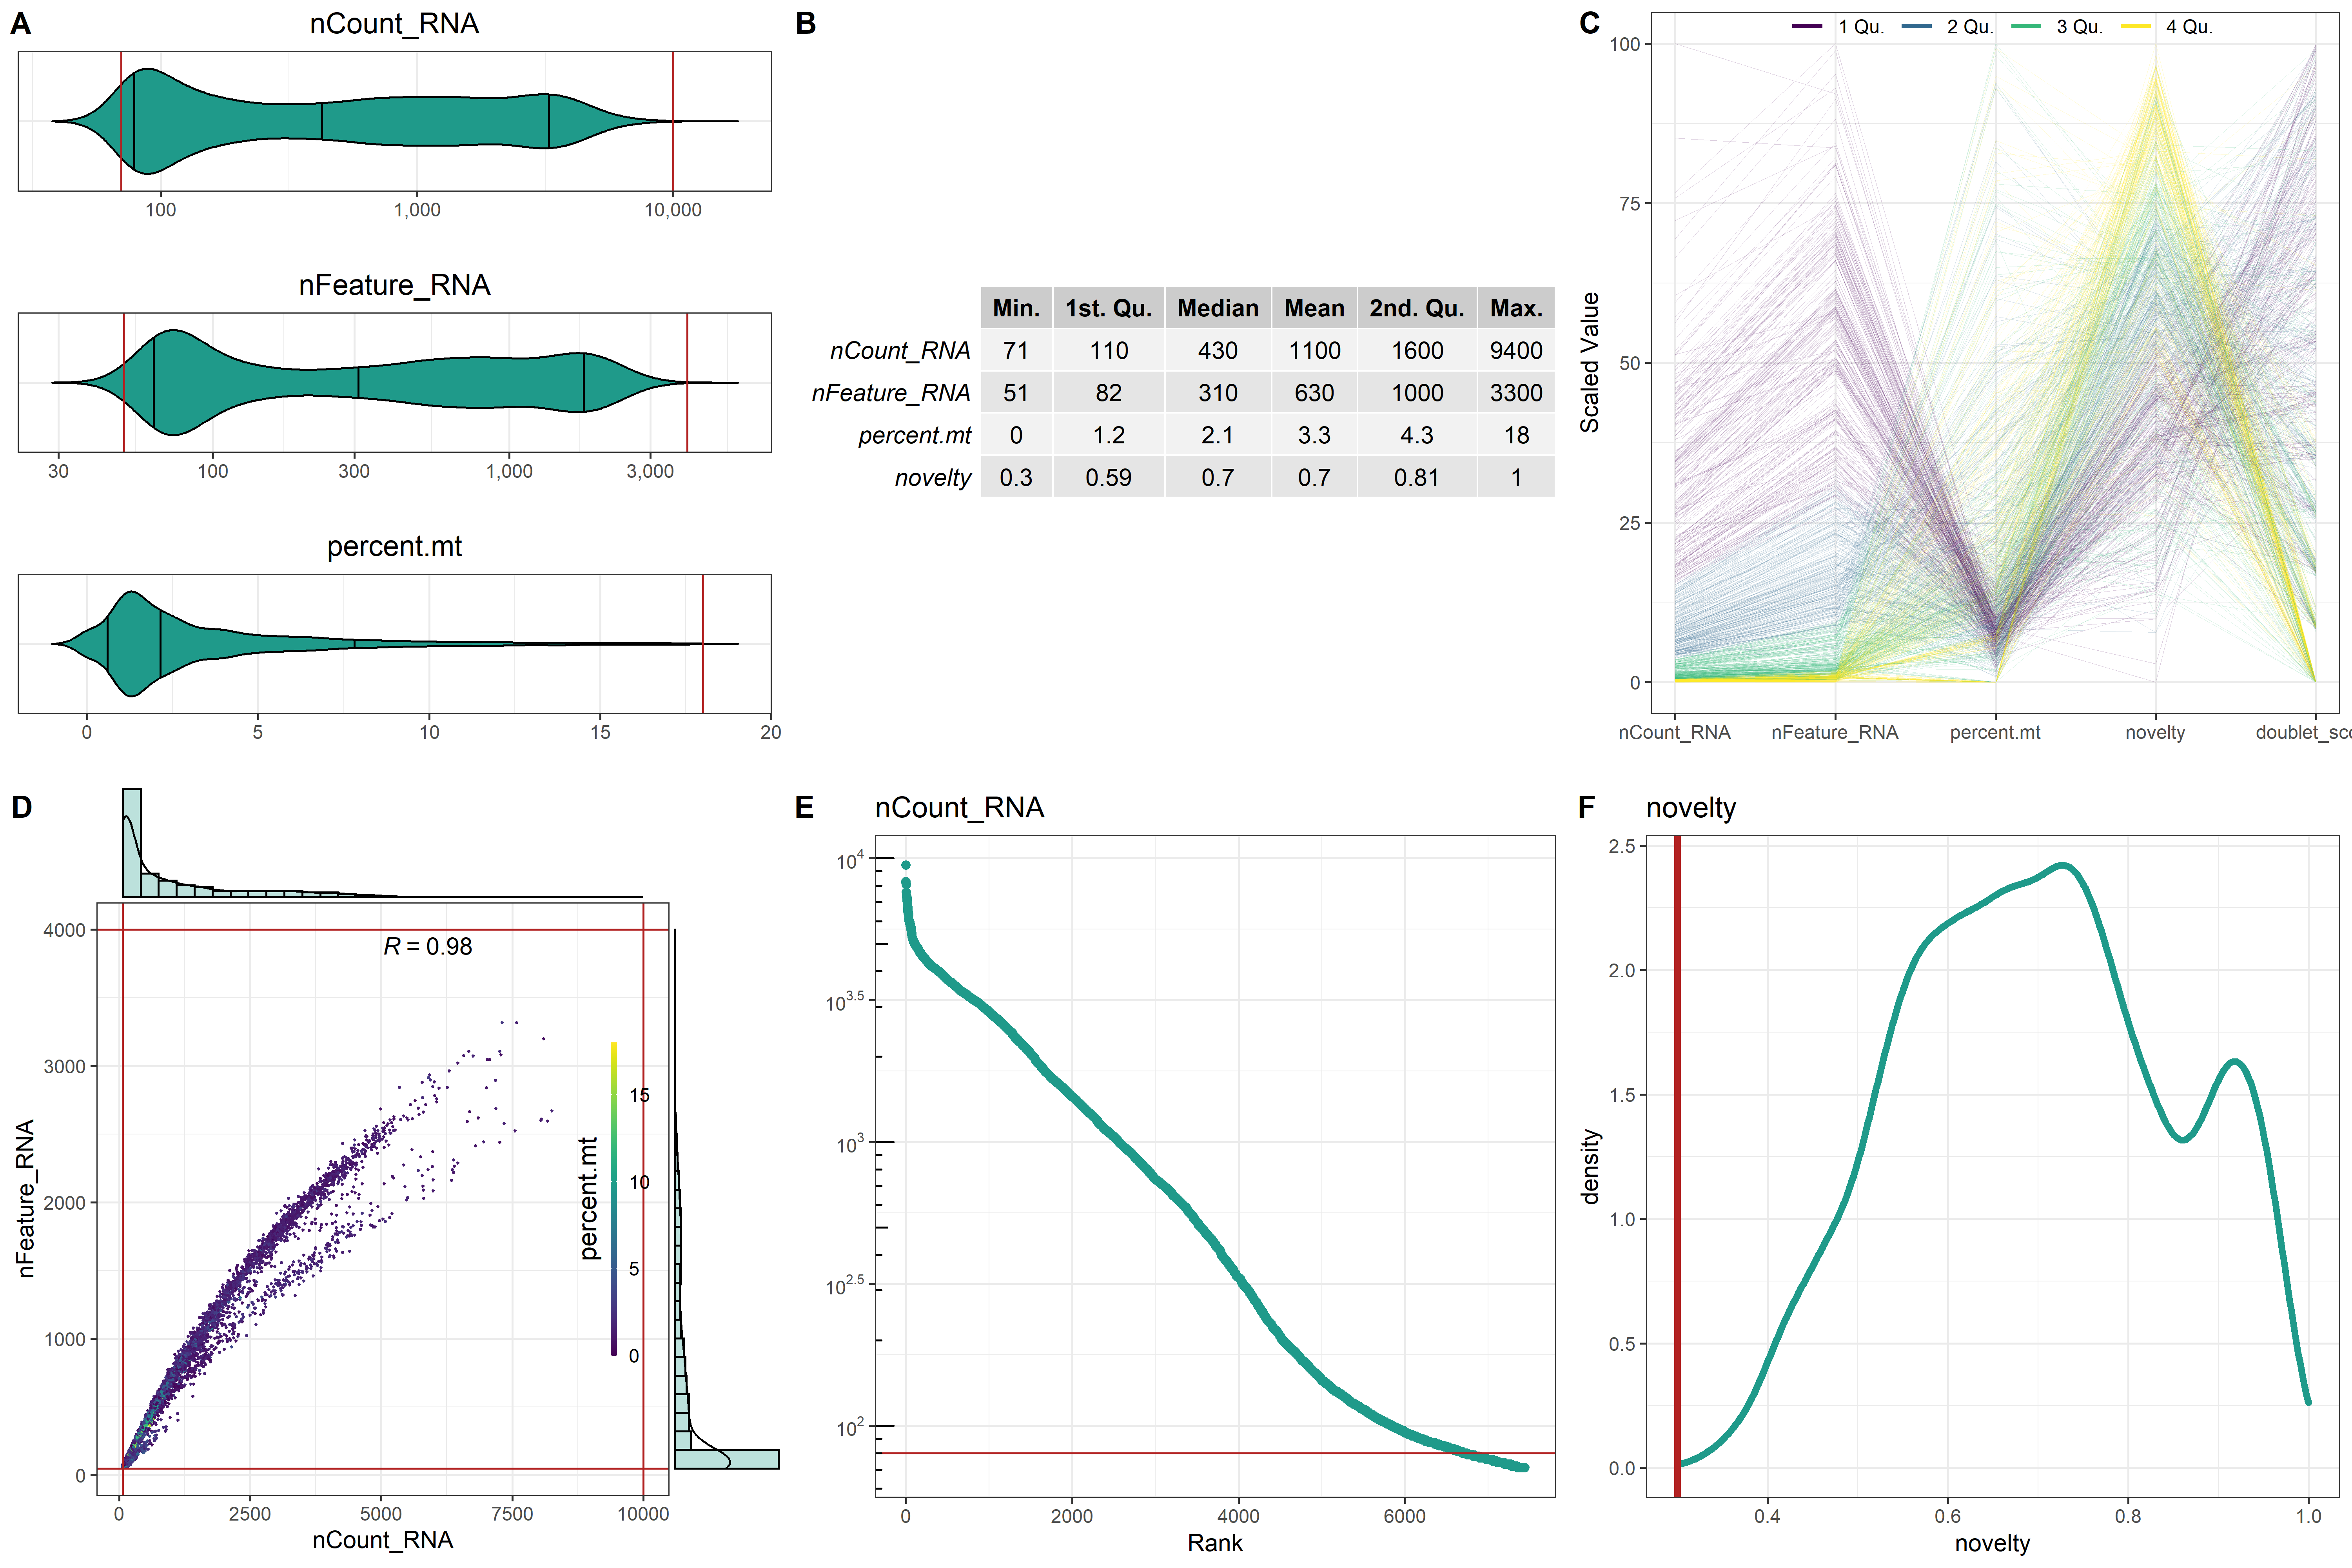 A
nCount_RNA
100 1,000 10,000
nFeature_RNA
30 100 300 1,000 3,000
percent.mt
0 5 10 15 20
B
Min. 1st. Qu. Median Mean 2nd. Qu. Max.
nCount_RNA 71 110 430 1100 1600 9400
nFeature_RNA 51 82 310 630 1000 3300
percent.mt 0 1.2 2.1 3.3 4.3 18
novelty 0.3 0.59 0.7 0.7 0.81 1
C
1 Qu. 2 Qu. 3 Qu. 4 Qu.
Scaled Value
100
75
50
25
0
nCount_RNA nFeature_RNA percent.mt novelty doublet_sc
D
R = 0.98
nFeature_RNA
4000
3000
2000
1000
0
percent.mt
15
10
5
0
0 2500 5000 7500 10000
nCount_RNA
E
nCount_RNA
10^4
10^3.5
10^3
10^2.5
10^2
0 2000 4000 6000
Rank
F
novelty
density
2.5
2.0
1.5
1.0
0.5
0.0
0.4 0.6 0.8 1.0
novelty